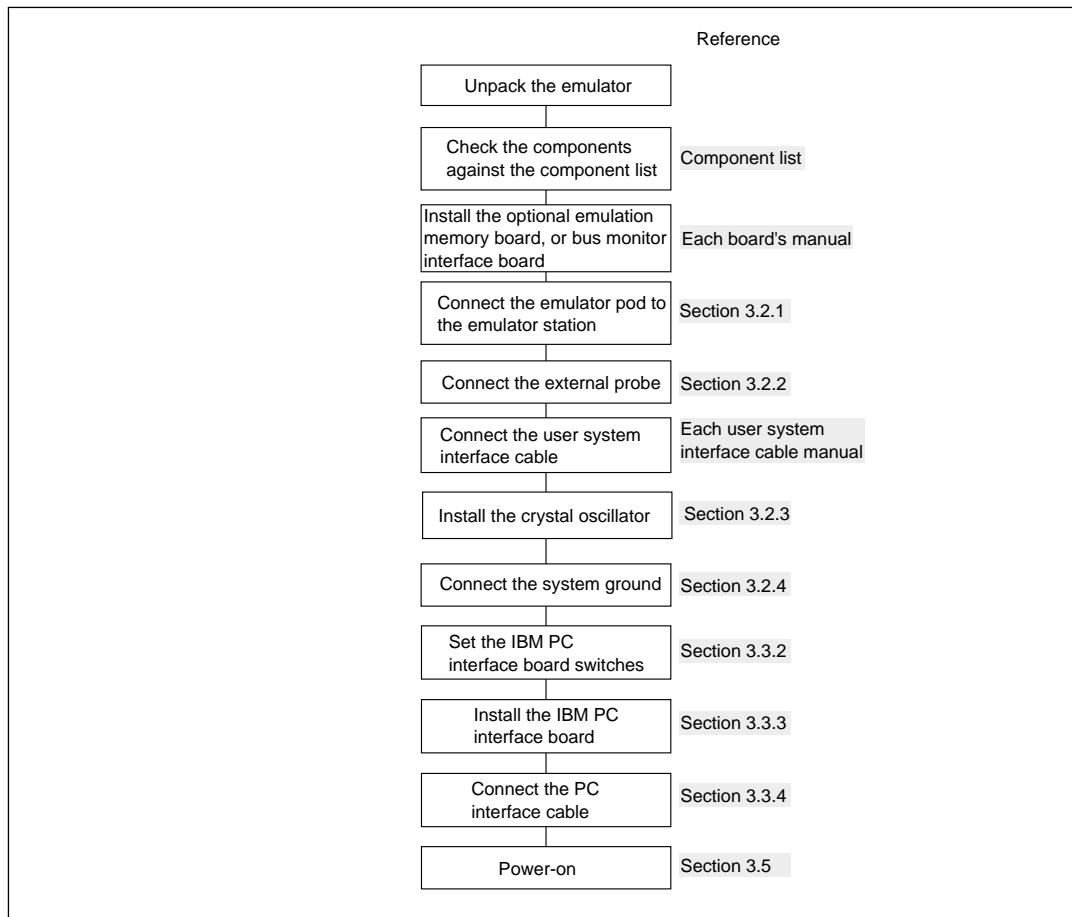 Reference
Unpack the emulator
Check the components
against the component list
Component list
Install the optional emulation
memory board, or bus monitor
interface board
Each board's manual
Connect the emulator pod to
the emulator station
Section 3.2.1
Connect the external probe
Section 3.2.2
Connect the user system
interface cable
Each user system
interface cable manual
Install the crystal oscillator
Section 3.2.3
Connect the system ground
Section 3.2.4
Set the IBM PC
interface board switches
Section 3.3.2
Install the IBM PC
interface board
Section 3.3.3
Connect the PC
interface cable
Section 3.3.4
Power-on
Section 3.5